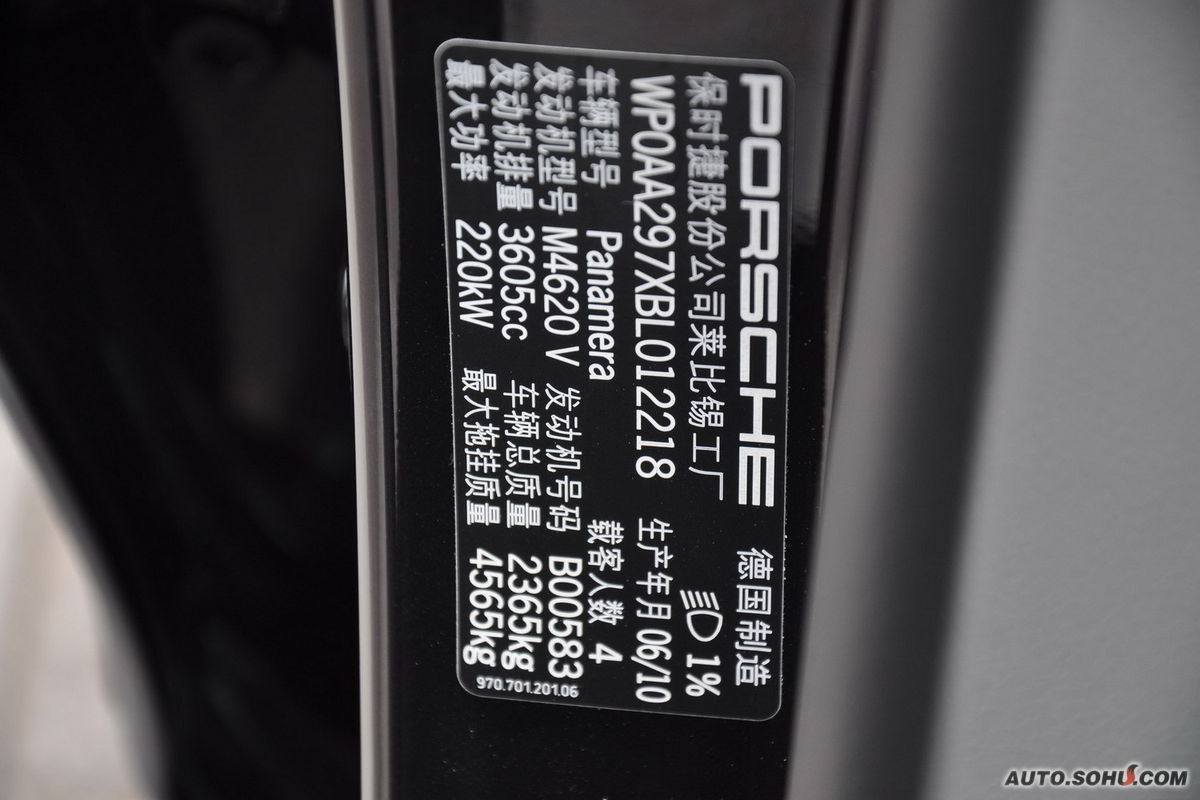 PORSCHE 德国制造
保时捷股份公司莱比锡工厂 1%
WP0AA297XBL012218 生产年月 06/10
车辆型号 Panamera 载客人数 4
发动机型号 M4620 V 发动机号码 B00583
发动机排量 3605cc 车辆总质量 2365kg
最大功率 220kW 最大拖挂质量 4565kg
970.701.201.06
AUTO.SOHU.COM